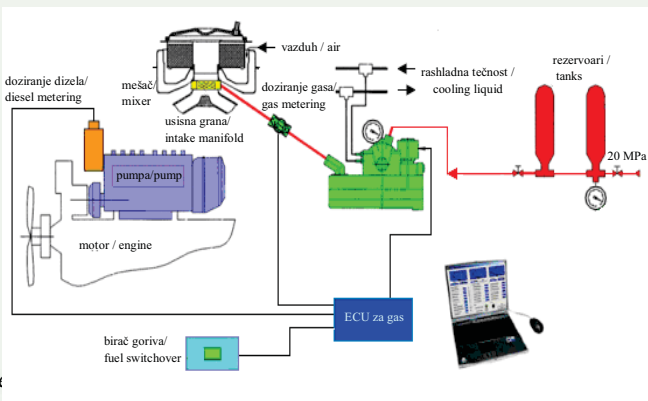 vazduh / air
doziranje dizela/
diesel metering
mešač/
mixer
usisna grana/
intake manifold
doziranje gasa/
gas metering
rashladna tečnost /
cooling liquid
rezervoari /
tanks
20 MPa
pumpa/pump
motor / engine
ECU za gas
birač goriva/
fuel switchover